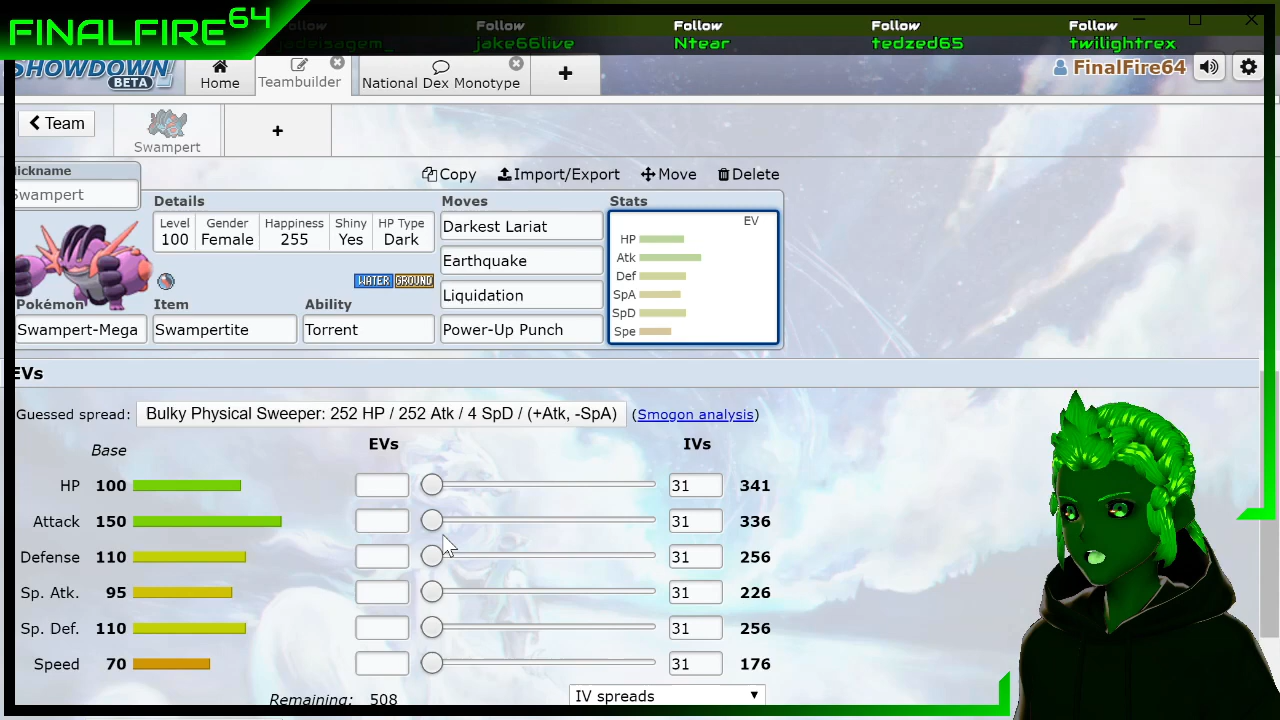 FINALFIRE64
Follow Follow Follow Follow Follow
jadeisagem_ jake66live Ntear tedzed65 twilightrex
SHOWDOWN
BETA
Home
Teambuilder
National Dex Monotype
+
FinalFire64
Team
Swampert
+
Nickname
Swampert
Copy Import/Export Move Delete
Details
Level Gender Happiness Shiny HP Type
100 Female 255 Yes Dark
WATER GROUND
Pokémon Item Ability
Swampert-Mega Swampertite Torrent
Moves
Darkest Lariat
Earthquake
Liquidation
Power-Up Punch
Stats
EV
HP
Atk
Def
SpA
SpD
Spe
EVs
Guessed spread: Bulky Physical Sweeper: 252 HP / 252 Atk / 4 SpD / (+Atk, -SpA) (Smogon analysis)
Base EVs IVs
HP 100 31 341
Attack 150 31 336
Defense 110 31 256
Sp. Atk. 95 31 226
Sp. Def. 110 31 256
Speed 70 31 176
Remaining: 508 IV spreads